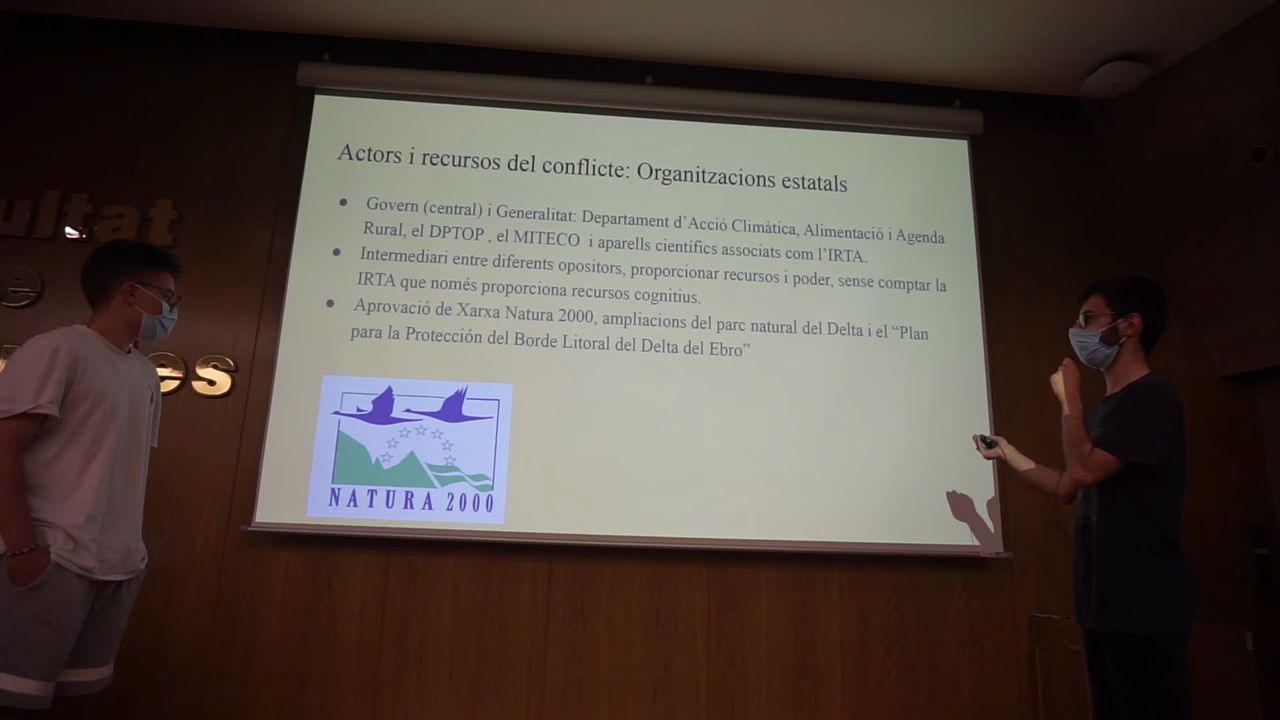 Actors i recursos del conflicte: Organitzacions estatals
● Govern (central) i Generalitat: Departament d'Acció Climàtica, Alimentació i Agenda
Rural, el DPTOP , el MITECO i aparells científics associats com l'IRTA.
● Intermediari entre diferents opositors, proporcionar recursos i poder, sense comptar la
IRTA que només proporciona recursos cognitius.
● Aprovació de Xarxa Natura 2000, ampliacions del parc natural del Delta i el “Plan
para la Protección del Borde Litoral del Delta del Ebro”
NATURA 2000
ultat
e
es